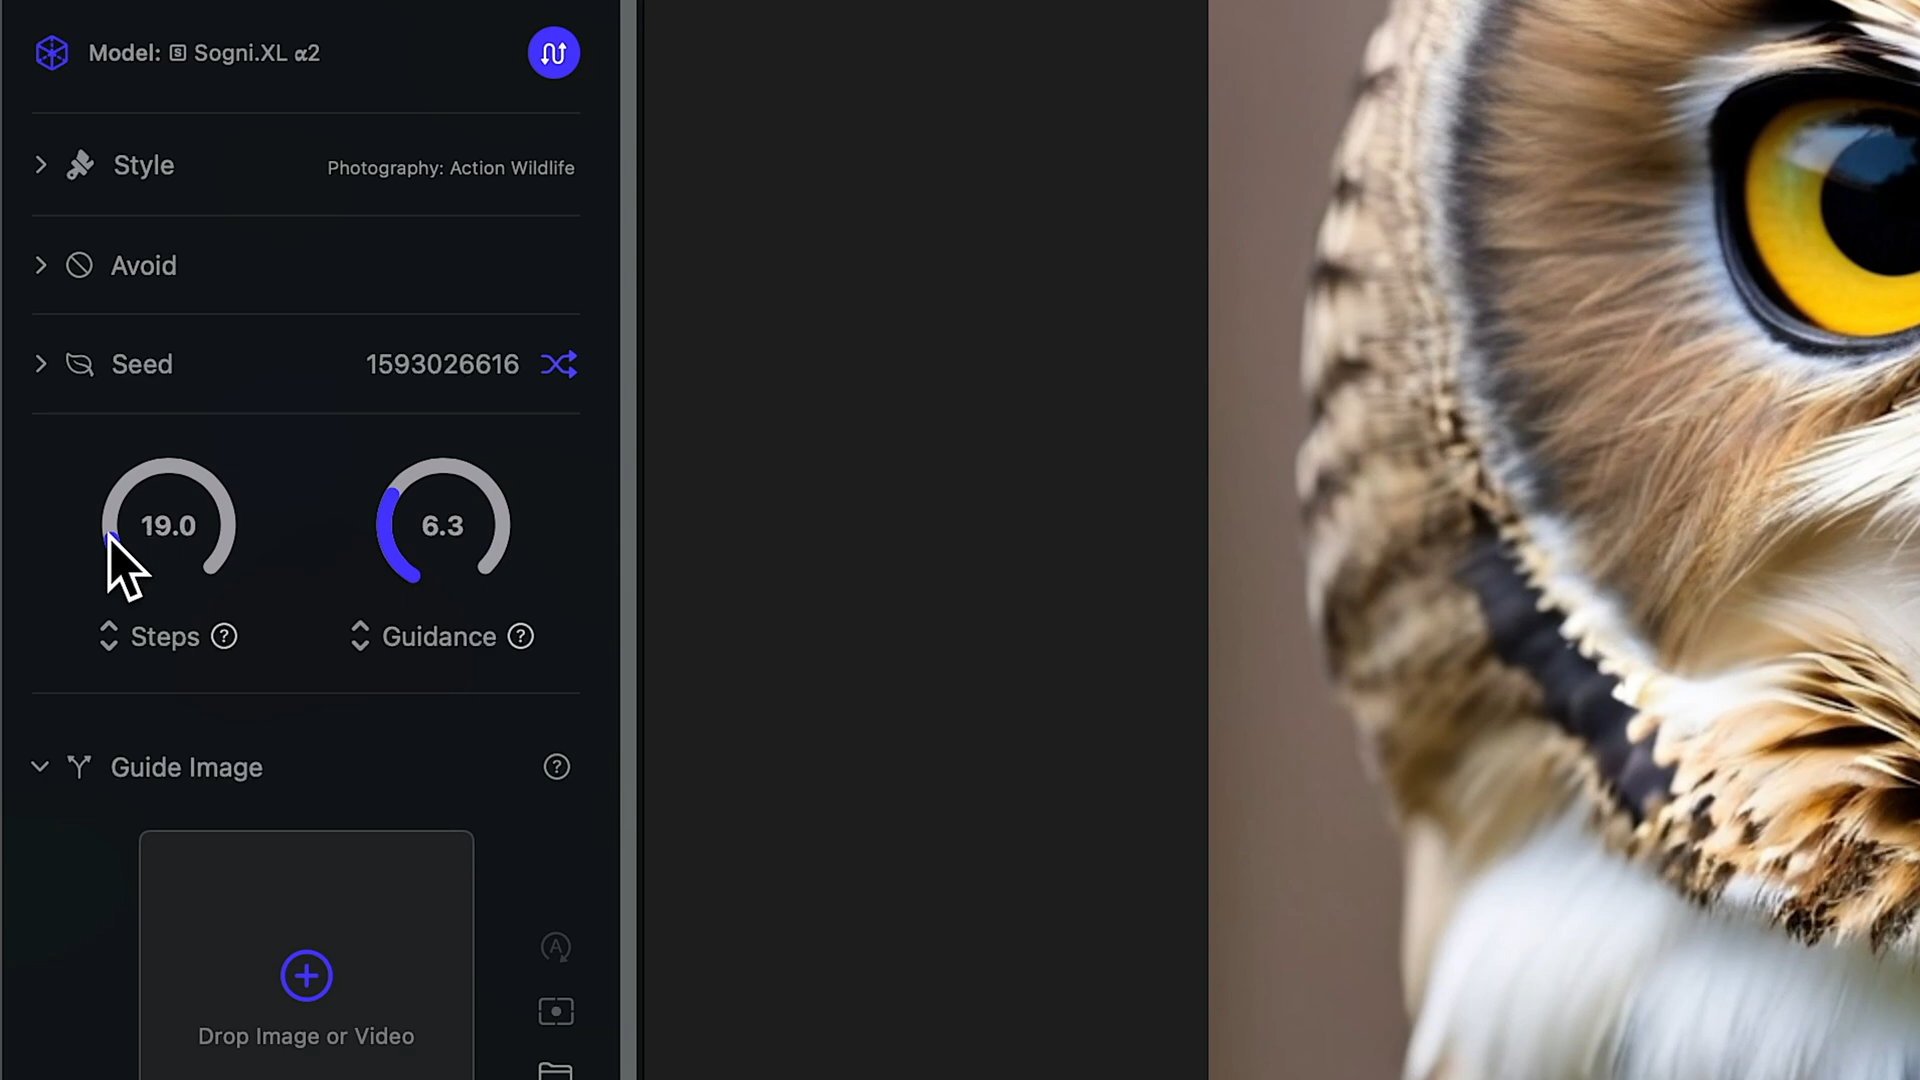 Model: S Sogni.XL α2
Style Photography: Action Wildlife
Avoid
Seed 1593026616
19.0 6.3
Steps ? Guidance ?
Guide Image ?
A
Drop Image or Video